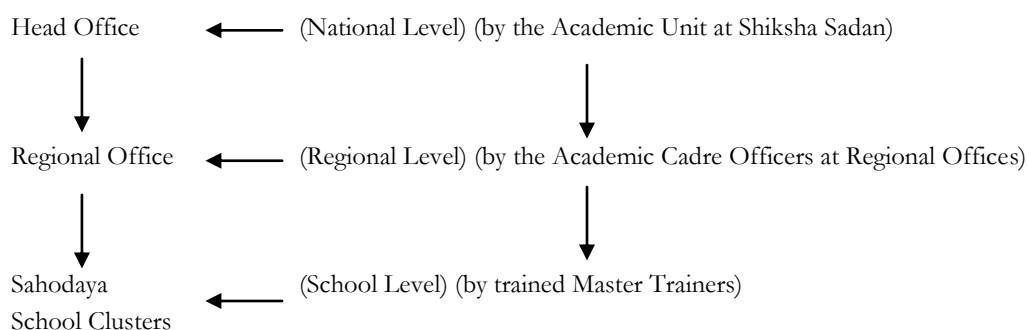 Head Office (National Level) (by the Academic Unit at Shiksha Sadan)
Regional Office (Regional Level) (by the Academic Cadre Officers at Regional Offices)
Sahodaya (School Level) (by trained Master Trainers)
School Clusters